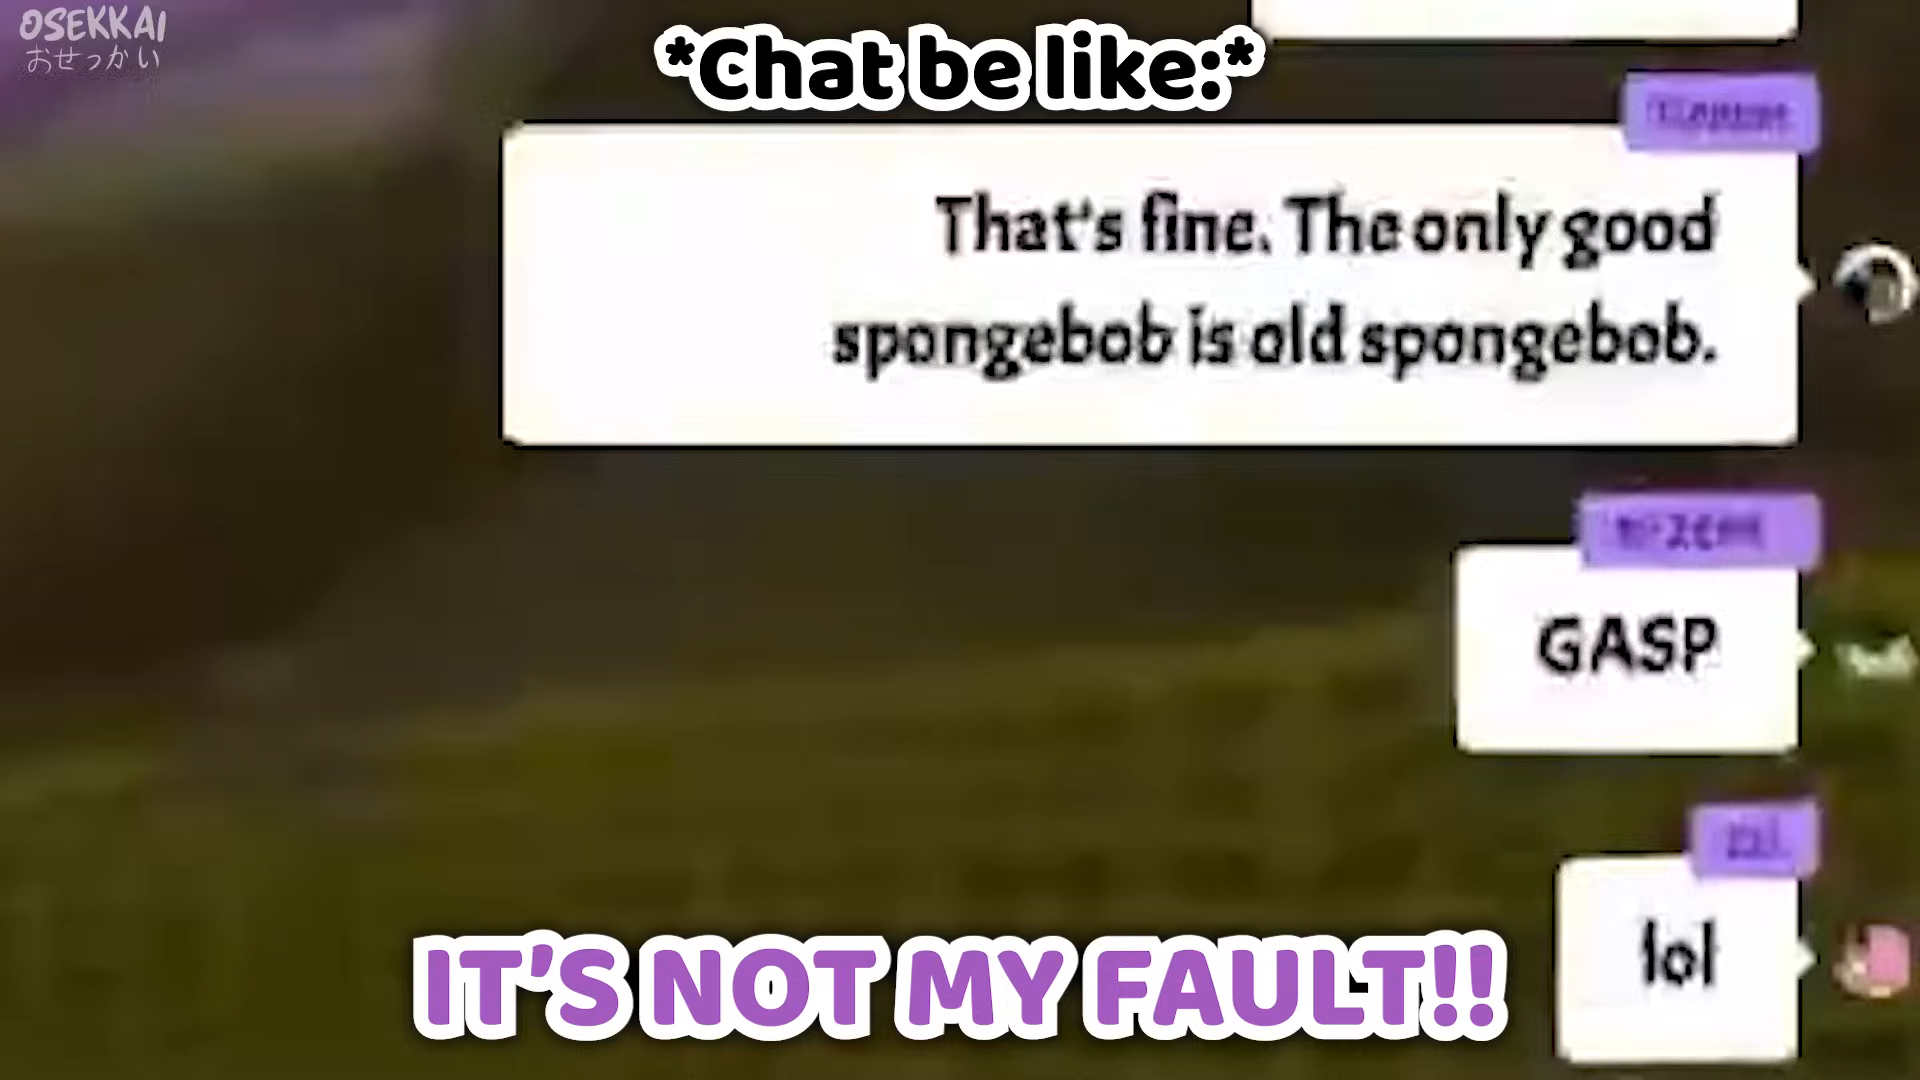 OSEKKAI
おせっかい
*Chat be like:*
That's fine. The only good
spongebob is old spongebob.
GASP
lol
IT'S NOT MY FAULT!!